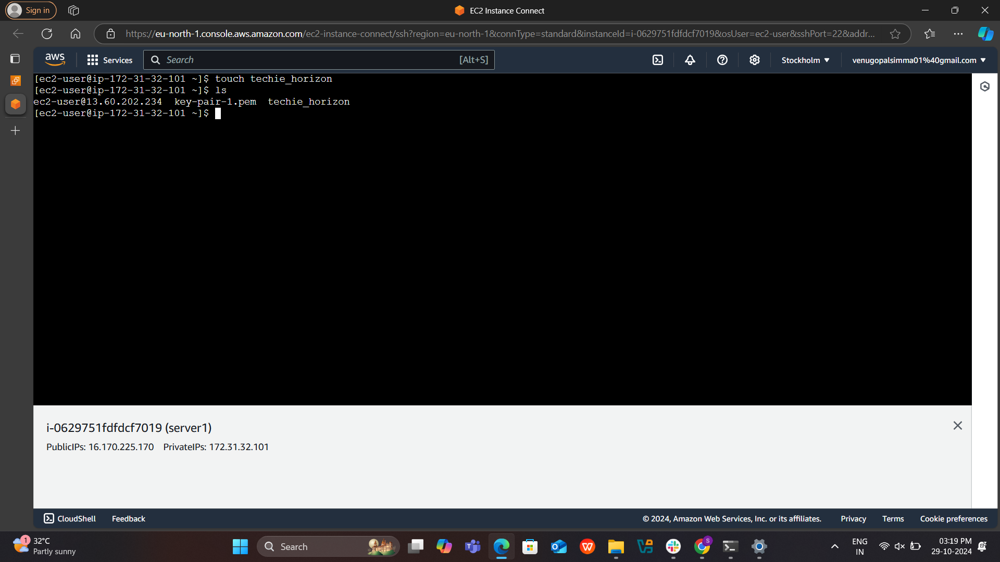 Sign in
EC2 Instance Connect
https://eu-north-1.console.aws.amazon.com/ec2-instance-connect/ssh?region=eu-north-1&connType=standard&instanceId=i-0629751fdfdcf7019&osUser=ec2-user&sshPort=22&addr...
aws
Services
Search
[Alt+S]
Stockholm
venugopalsimma01%40gmail.com
[ec2-user@ip-172-31-32-101 ~]$ touch techie_horizon
[ec2-user@ip-172-31-32-101 ~]$ ls
ec2-user@13.60.202.234  key-pair-1.pem  techie_horizon
[ec2-user@ip-172-31-32-101 ~]$
i-0629751fdfdcf7019 (server1)
PublicIPs: 16.170.225.170    PrivateIPs: 172.31.32.101
CloudShell
Feedback
© 2024, Amazon Web Services, Inc. or its affiliates.
Privacy
Terms
Cookie preferences
1
32°C
Partly sunny
Search
S
ENG
IN
03:19 PM
29-10-2024